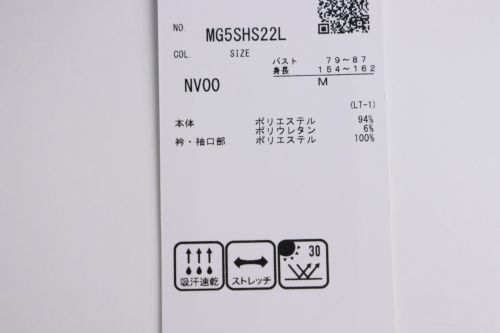 NO. MG5SHS22L
COL. SIZE
バスト 79〜87
身長 154〜162
NV00 M
(LT-1)
本体 ポリエステル 94%
ポリウレタン 6%
衿・袖口部 ポリエステル 100%
吸汗速乾
ストレッチ
30